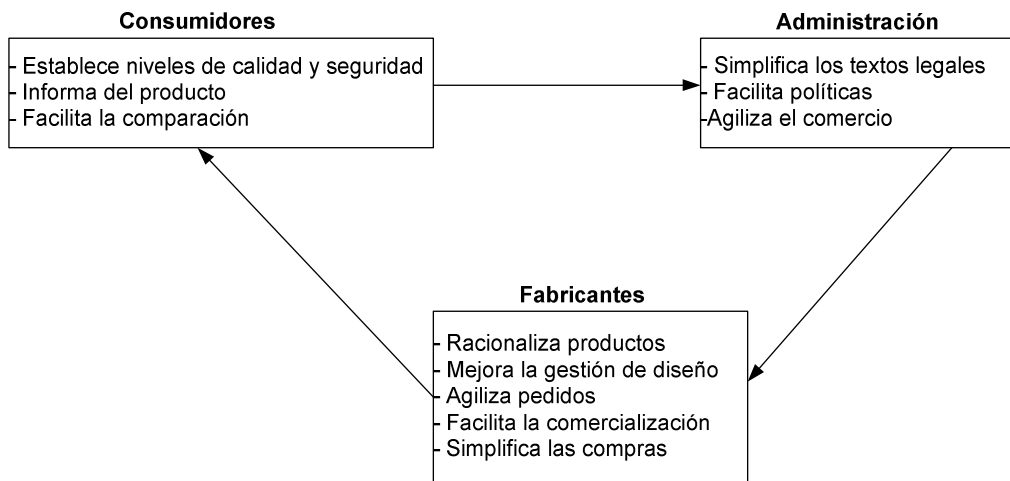 Consumidores
- Establece niveles de calidad y seguridad
- Informa del producto
- Facilita la comparación
Administración
- Simplifica los textos legales
- Facilita políticas
-Agiliza el comercio
Fabricantes
- Racionaliza productos
- Mejora la gestión de diseño
- Agiliza pedidos
- Facilita la comercialización
- Simplifica las compras